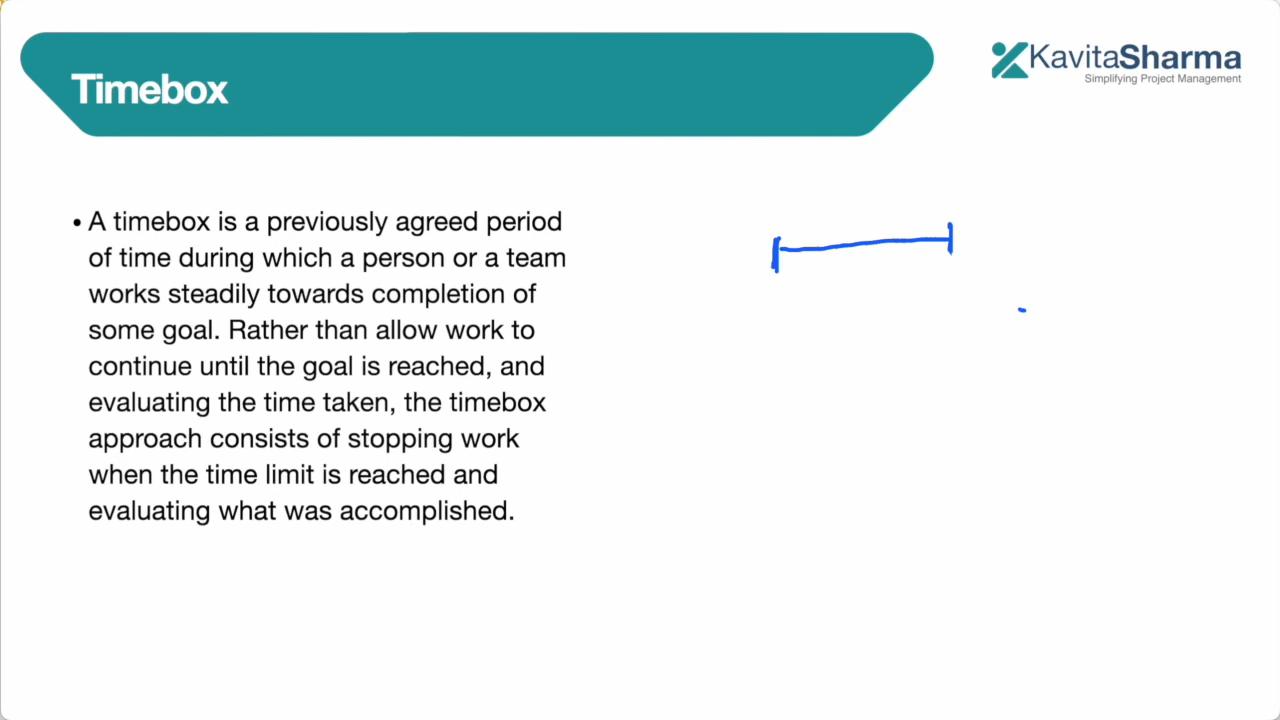 Timebox
KavitaSharma
Simplifying Project Management
• A timebox is a previously agreed period
of time during which a person or a team
works steadily towards completion of
some goal. Rather than allow work to
continue until the goal is reached, and
evaluating the time taken, the timebox
approach consists of stopping work
when the time limit is reached and
evaluating what was accomplished.